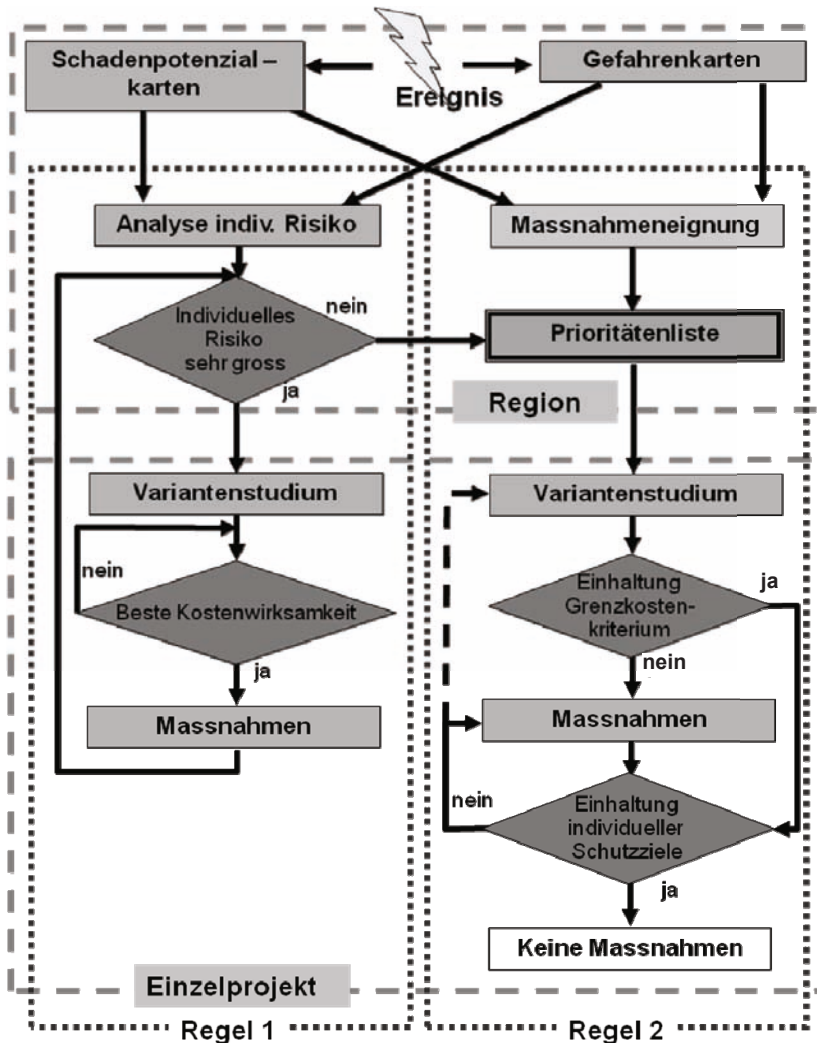 Schadenpotenzial –
karten
Ereignis
Gefahrenkarten
Analyse indiv. Risiko
Massnahmeneignung
Individuelles
Risiko
sehr gross
nein
ja
Prioritätenliste
Region
Variantenstudium
nein
Beste Kostenwirksamkeit
ja
Massnahmen
Variantenstudium
Einhaltung
Grenzkosten-
kriterium
ja
nein
Massnahmen
nein
Einhaltung
individueller
Schutzziele
ja
Keine Massnahmen
Einzelprojekt
Regel 1
Regel 2